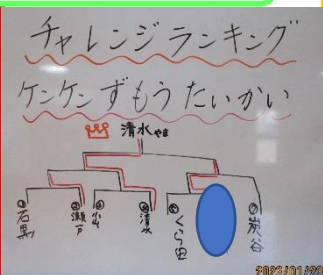 チャレンジランキング
ケンケンずもうたいかい
清水やま
石黒
瀬戸
清水
くら田
炭谷